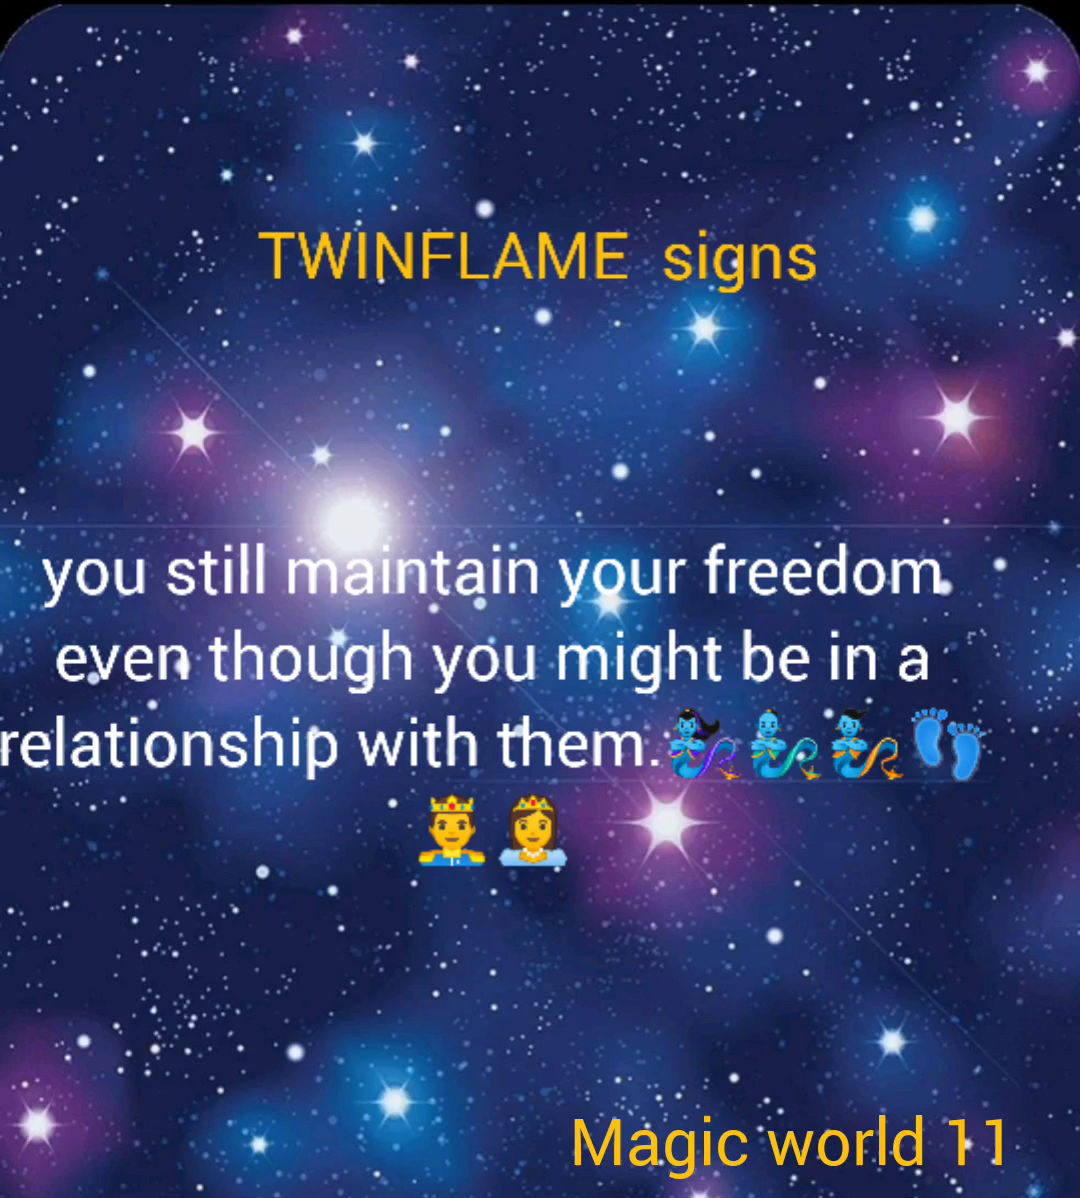 TWINFLAME signs
you still maintain your freedom
even though you might be in a
relationship with them.🧞‍♀️🧞🧞‍♂️👣
🤴👸
Magic world 11